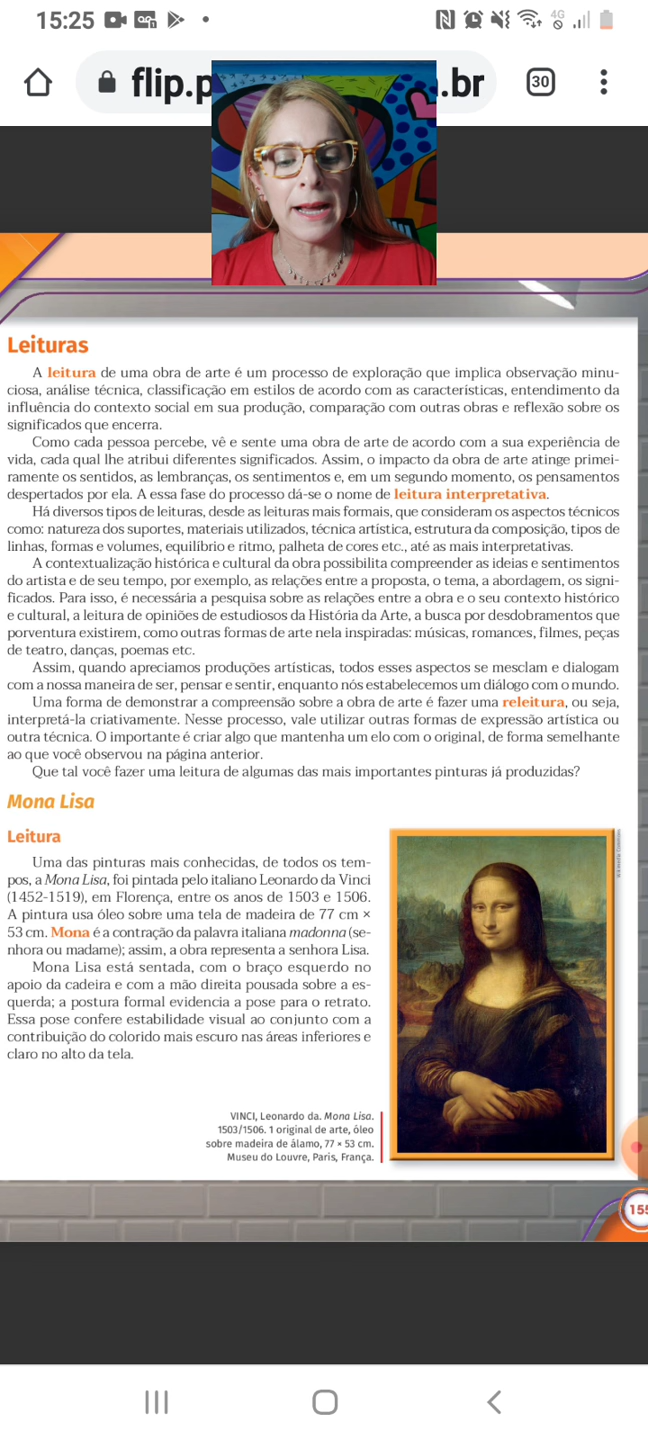 15:25
4G
flip.p
.br
30
Leituras
A leitura de uma obra de arte é um processo de exploração que implica observação minu-
ciosa, análise técnica, classificação em estilos de acordo com as características, entendimento da
influência do contexto social em sua produção, comparação com outras obras e reflexão sobre os
significados que encerra.
Como cada pessoa percebe, vê e sente uma obra de arte de acordo com a sua experiência de
vida, cada qual lhe atribui diferentes significados. Assim, o impacto da obra de arte atinge primei-
ramente os sentidos, as lembranças, os sentimentos e, em um segundo momento, os pensamentos
despertados por ela. A essa fase do processo dá-se o nome de leitura interpretativa.
Há diversos tipos de leituras, desde as leituras mais formais, que consideram os aspectos técnicos
como: natureza dos suportes, materiais utilizados, técnica artística, estrutura da composição, tipos de
linhas, formas e volumes, equilíbrio e ritmo, palheta de cores etc., até as mais interpretativas.
A contextualização histórica e cultural da obra possibilita compreender as ideias e sentimentos
do artista e de seu tempo, por exemplo, as relações entre a proposta, o tema, a abordagem, os signi-
ficados. Para isso, é necessária a pesquisa sobre as relações entre a obra e o seu contexto histórico
e cultural, a leitura de opiniões de estudiosos da História da Arte, a busca por desdobramentos que
porventura existirem, como outras formas de arte nela inspiradas: músicas, romances, filmes, peças
de teatro, danças, poemas etc.
Assim, quando apreciamos produções artísticas, todos esses aspectos se mesclam e dialogam
com a nossa maneira de ser, pensar e sentir, enquanto nós estabelecemos um diálogo com o mundo.
Uma forma de demonstrar a compreensão sobre a obra de arte é fazer uma releitura, ou seja,
interpretá-la criativamente. Nesse processo, vale utilizar outras formas de expressão artística ou
outra técnica. O importante é criar algo que mantenha um elo com o original, de forma semelhante
ao que você observou na página anterior.
Que tal você fazer uma leitura de algumas das mais importantes pinturas já produzidas?
Mona Lisa
Leitura
Uma das pinturas mais conhecidas, de todos os tem-
pos, a Mona Lisa, foi pintada pelo italiano Leonardo da Vinci
(1452-1519), em Florença, entre os anos de 1503 e 1506.
A pintura usa óleo sobre uma tela de madeira de 77 cm ×
53 cm. Mona é a contração da palavra italiana madonna (se-
nhora ou madame); assim, a obra representa a senhora Lisa.
Mona Lisa está sentada, com o braço esquerdo no
apoio da cadeira e com a mão direita pousada sobre a es-
querda; a postura formal evidencia a pose para o retrato.
Essa pose confere estabilidade visual ao conjunto com a
contribuição do colorido mais escuro nas áreas inferiores e
claro no alto da tela.
VINCI, Leonardo da. Mona Lisa.
1503/1506. 1 original de arte, óleo
sobre madeira de álamo, 77 × 53 cm.
Museu do Louvre, Paris, França.
155